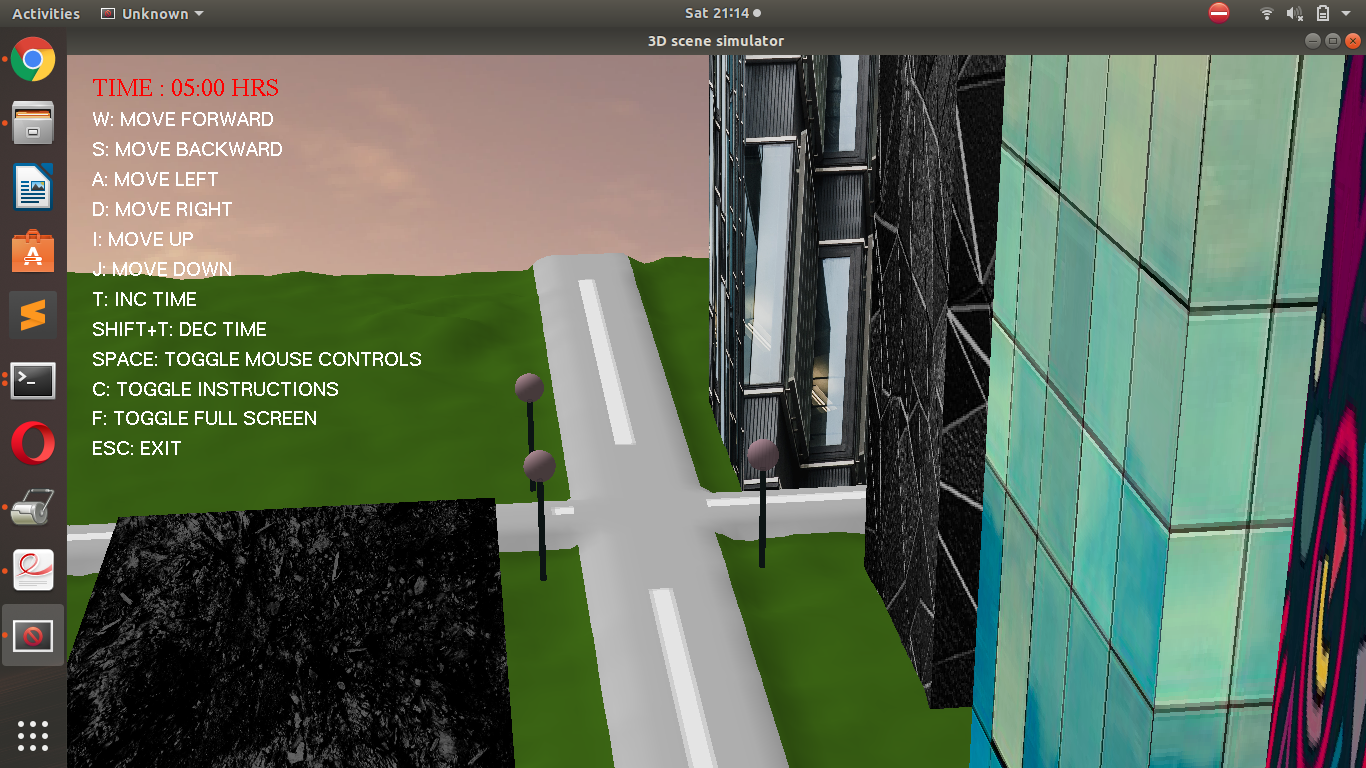 Activities Unknown Sat 21:14
3D scene simulator
TIME : 05:00 HRS
W: MOVE FORWARD
S: MOVE BACKWARD
A: MOVE LEFT
D: MOVE RIGHT
I: MOVE UP
J: MOVE DOWN
T: INC TIME
SHIFT+T: DEC TIME
SPACE: TOGGLE MOUSE CONTROLS
C: TOGGLE INSTRUCTIONS
F: TOGGLE FULL SCREEN
ESC: EXIT